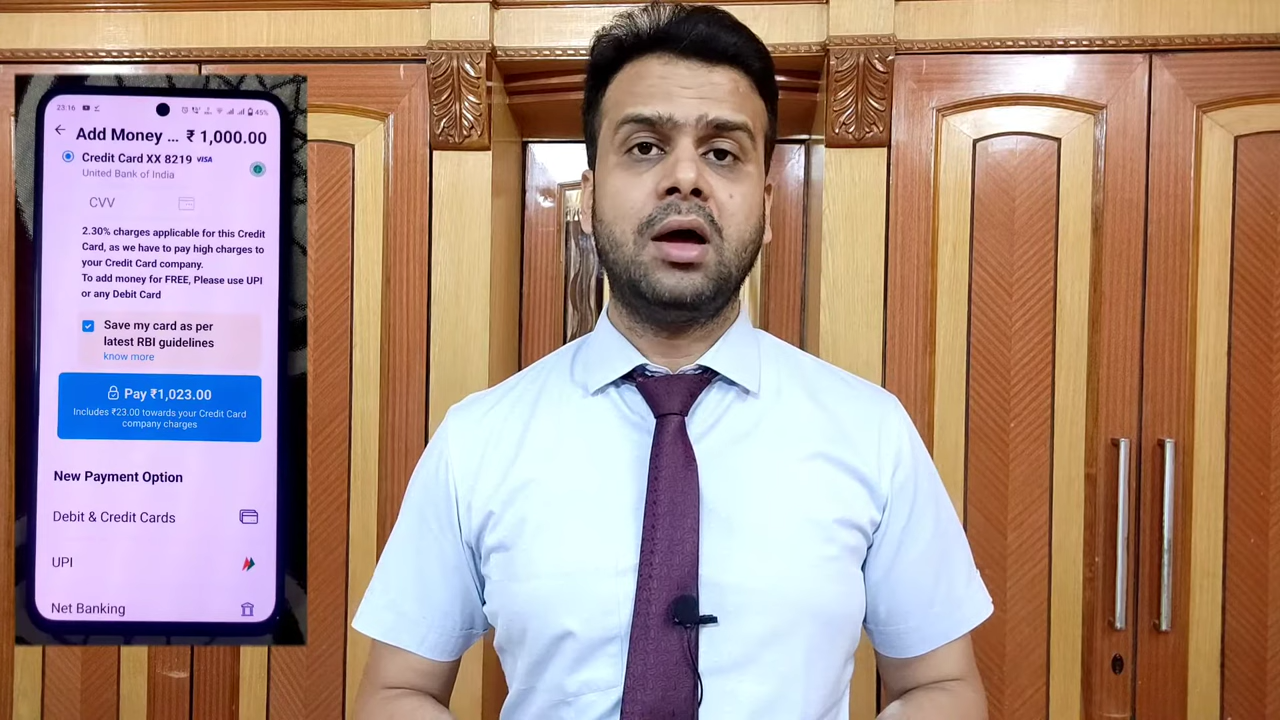 23:16
45%
Add Money ... ₹ 1,000.00
Credit Card XX 8219 VISA
United Bank of India
CVV
2.30% charges applicable for this Credit
Card, as we have to pay high charges to
your Credit Card company.
To add money for FREE, Please use UPI
or any Debit Card
Save my card as per
latest RBI guidelines
know more
Pay ₹1,023.00
Includes ₹23.00 towards your Credit Card
company charges
New Payment Option
Debit & Credit Cards
UPI
Net Banking